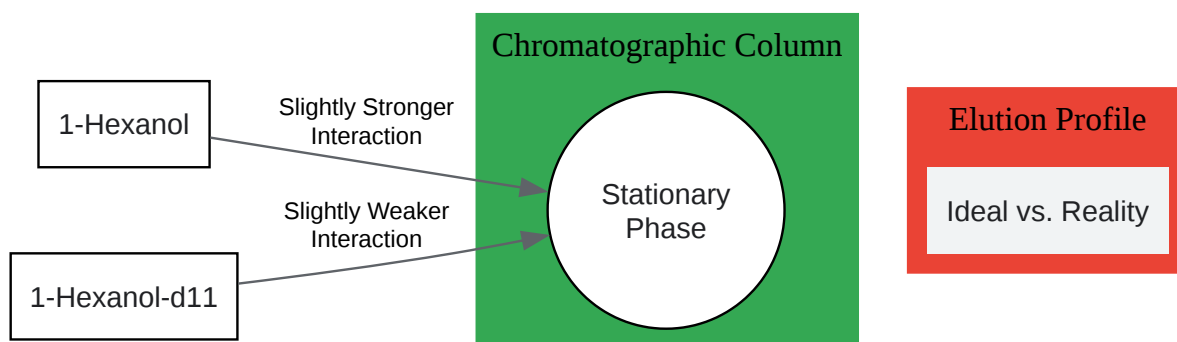 Chromatographic Column
1-Hexanol
Slightly Stronger
Interaction
Slightly Weaker
Interaction
1-Hexanol-d11
Stationary
Phase
Elution Profile
Ideal vs. Reality